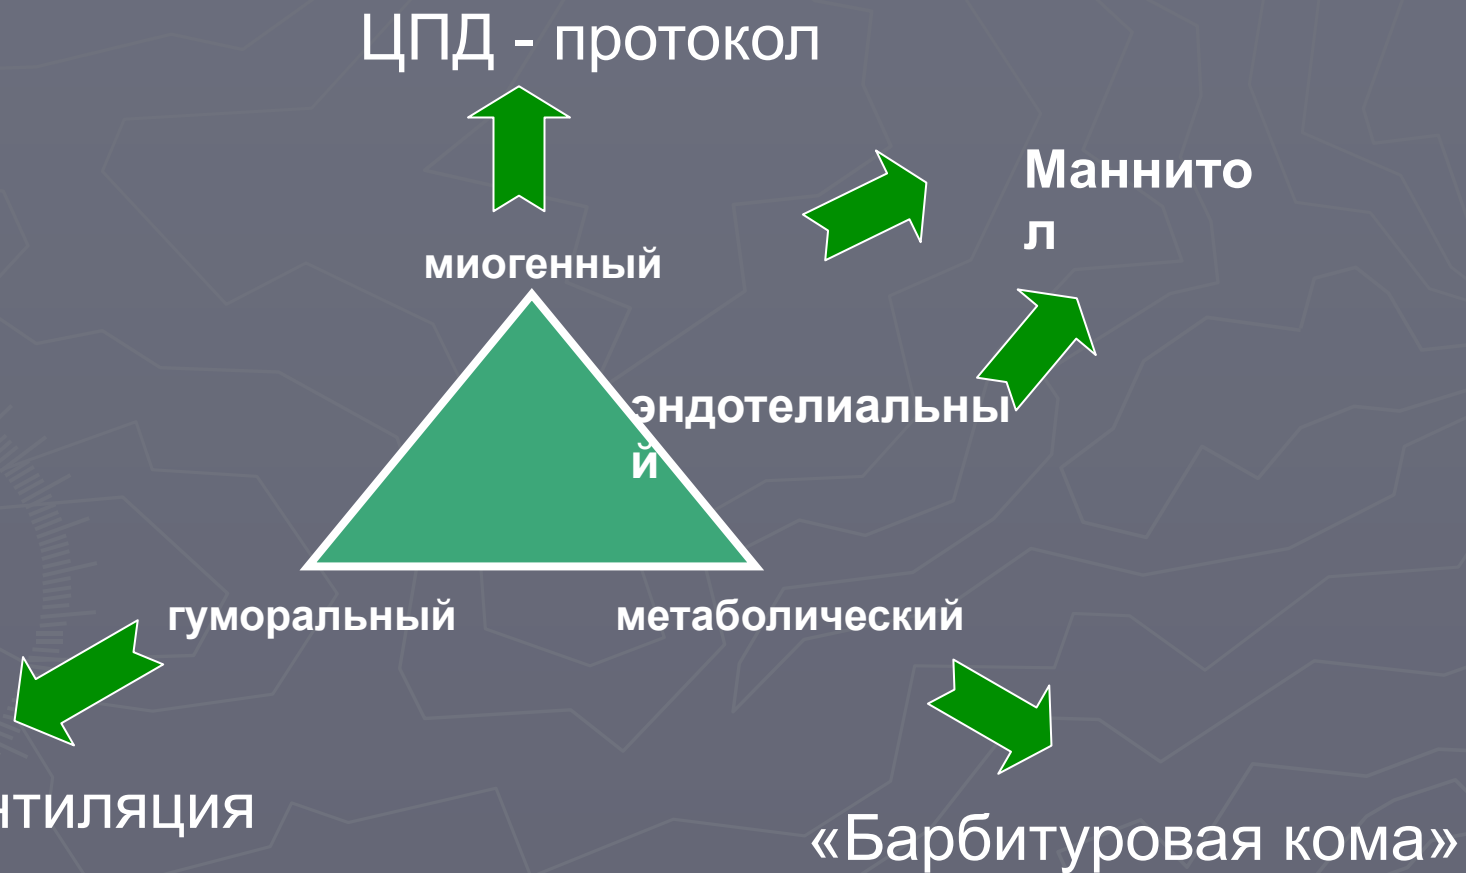 ЦПД - протокол
Маннито
л
миогенный
эндотелиальны
й
гуморальный
метаболический
нтиляция
«Барбитуровая кома»